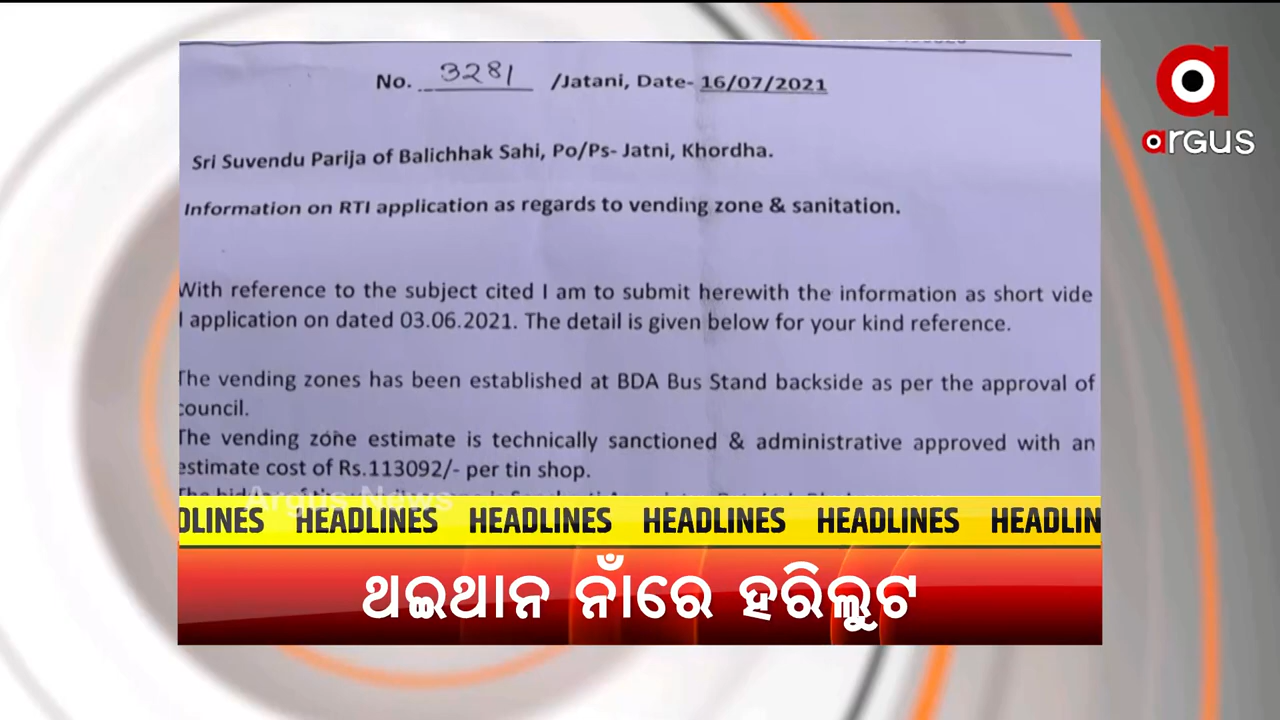 No. 3281 /Jatani, Date- 16/07/2021
argus
Sri Suvendu Parija of Balichhak Sahi, Po/Ps- Jatni, Khordha.
Information on RTI application as regards to vending zone & sanitation.
With reference to the subject cited I am to submit herewith the information as short vide
I application on dated 03.06.2021. The detail is given below for your kind reference.
The vending zones has been established at BDA Bus Stand backside as per the approval of
council.
The vending zone estimate is technically sanctioned & administrative approved with an
estimate cost of Rs.113092/- per tin shop.
Argus News
DLINES HEADLINES HEADLINES HEADLINES HEADLINES HEADLIN
ଥଇଥାନ ନାଁରେ ହରିଲୁଟ